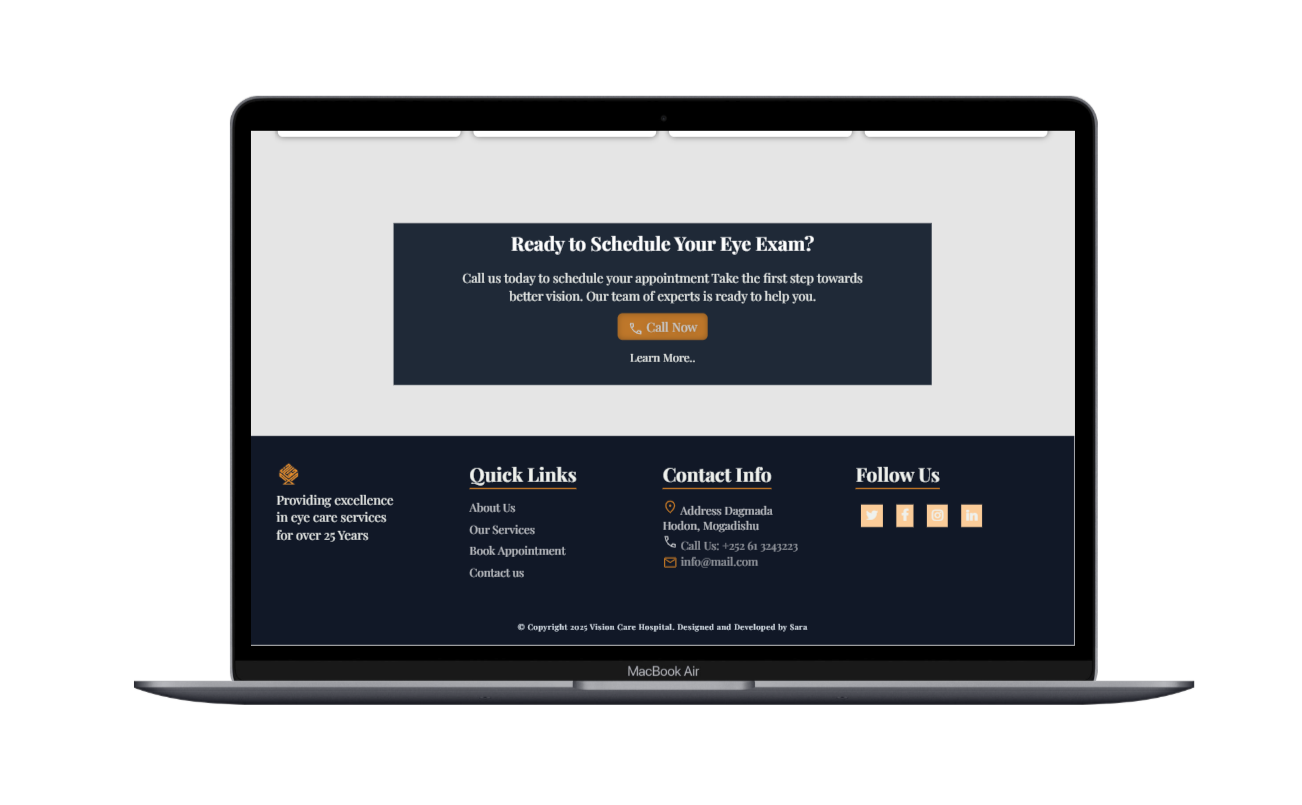 Ready to Schedule Your Eye Exam?
Call us today to schedule your appointment Take the first step towards
better vision. Our team of experts is ready to help you.
Call Now
Learn More..
Providing excellence
in eye care services
for over 25 Years
Quick Links
About Us
Our Services
Book Appointment
Contact us
Contact Info
Address Dagmada
Hodon, Mogadishu
Call Us: +252 61 3243223
info@mail.com
Follow Us
© Copyright 2025 Vision Care Hospital. Designed and Developed by Sara
MacBook Air